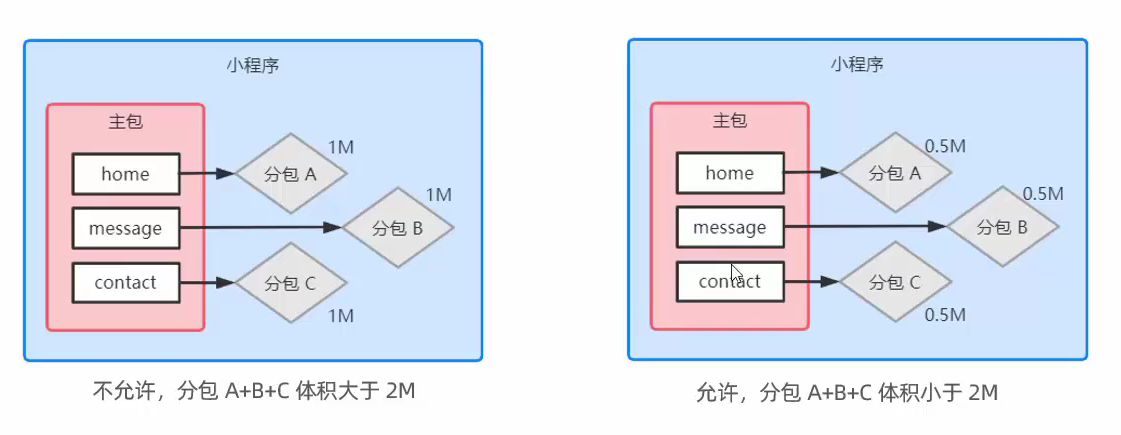 小程序
主包
home
分包 A
1M
message
分包 B
1M
contact
分包 C
1M
不允许，分包 A+B+C 体积大于 2M
小程序
主包
home
分包 A
0.5M
message
分包 B
0.5M
contact
分包 C
0.5M
允许，分包 A+B+C 体积小于 2M